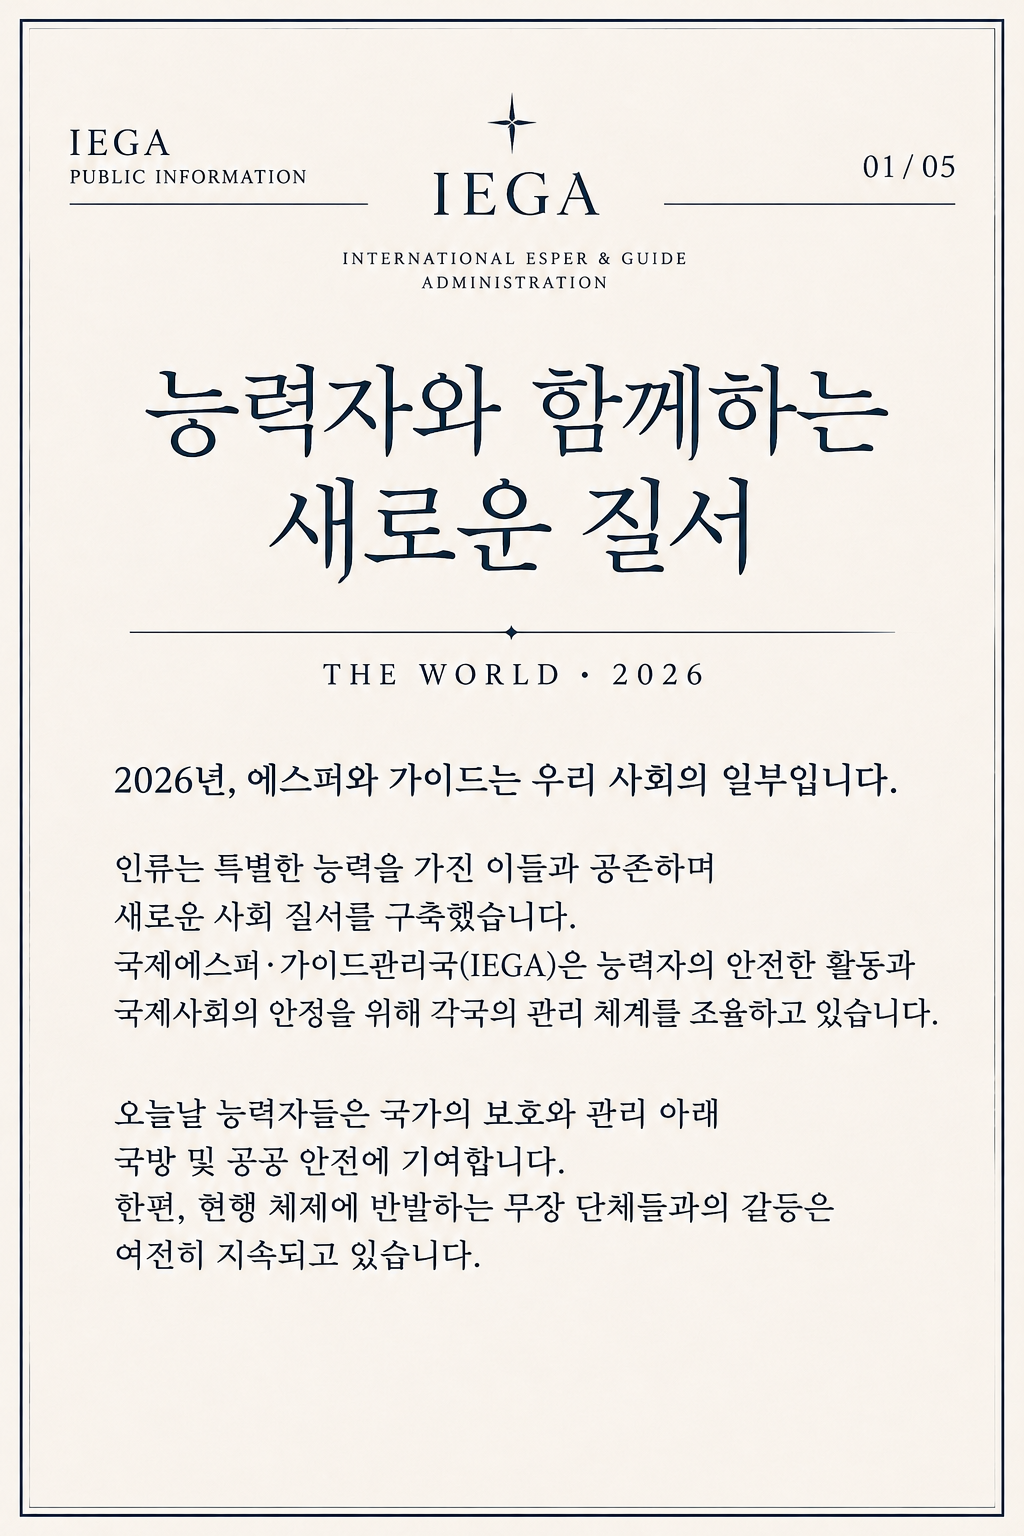 IEGA
PUBLIC INFORMATION
IEGA
01 / 05
INTERNATIONAL ESPER & GUIDE
ADMINISTRATION
능력자와 함께하는
새로운 질서
THE WORLD • 2026
2026년, 에스퍼와 가이드는 우리 사회의 일부입니다.
인류는 특별한 능력을 가진 이들과 공존하며
새로운 사회 질서를 구축했습니다.
국제에스퍼·가이드관리국(IEGA)은 능력자의 안전한 활동과
국제사회의 안정을 위해 각국의 관리 체계를 조율하고 있습니다.
오늘날 능력자들은 국가의 보호와 관리 아래
국방 및 공공 안전에 기여합니다.
한편, 현행 체제에 반발하는 무장 단체들과의 갈등은
여전히 지속되고 있습니다.